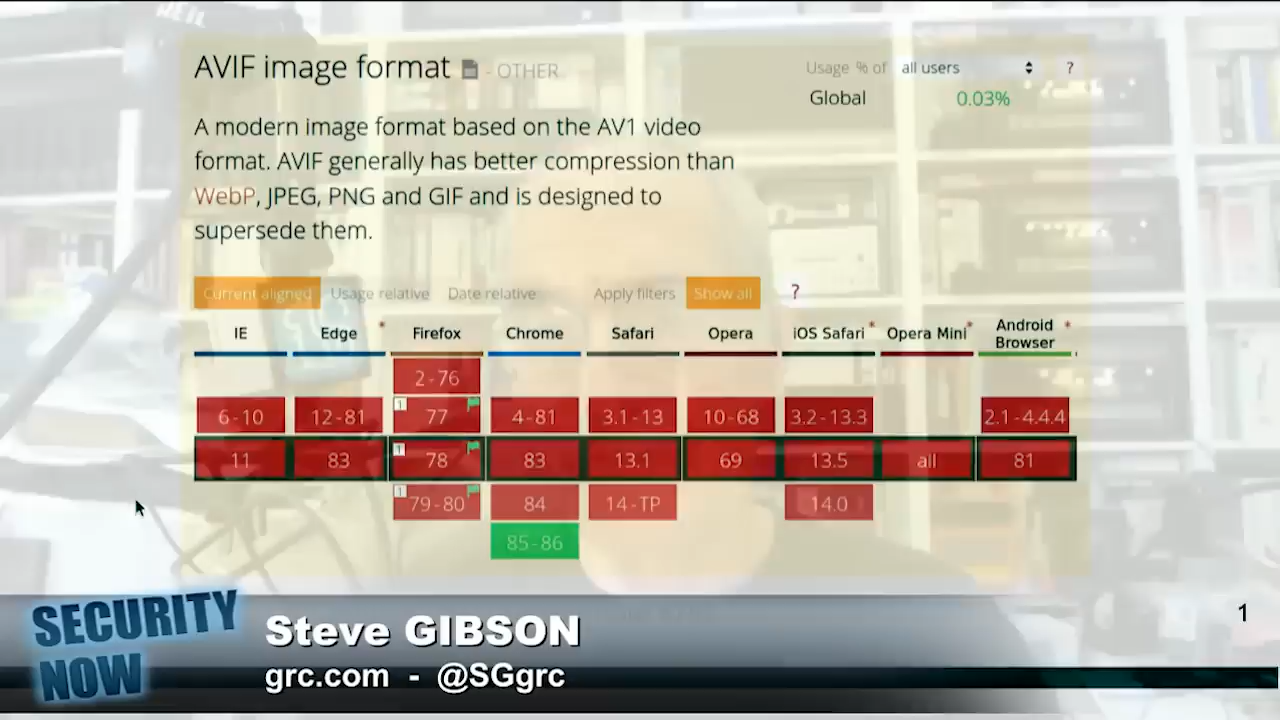 AVIF image format - OTHER
Usage % of all users ?
Global 0.03%
A modern image format based on the AV1 video
format. AVIF generally has better compression than
WebP, JPEG, PNG and GIF and is designed to
supersede them.
Current aligned Usage relative Date relative Apply filters Show all ?
IE Edge * Firefox Chrome Safari Opera iOS Safari * Opera Mini * Android Browser *
2-76
6-10 12-81 1 77 4-81 3.1-13 10-68 3.2-13.3 2.1-4.4.4
11 83 1 78 83 13.1 69 13.5 all 81
1 79-80 84 14-TP 14.0
85-86
SECURITY
NOW
Steve GIBSON
grc.com - @SGgrc
1